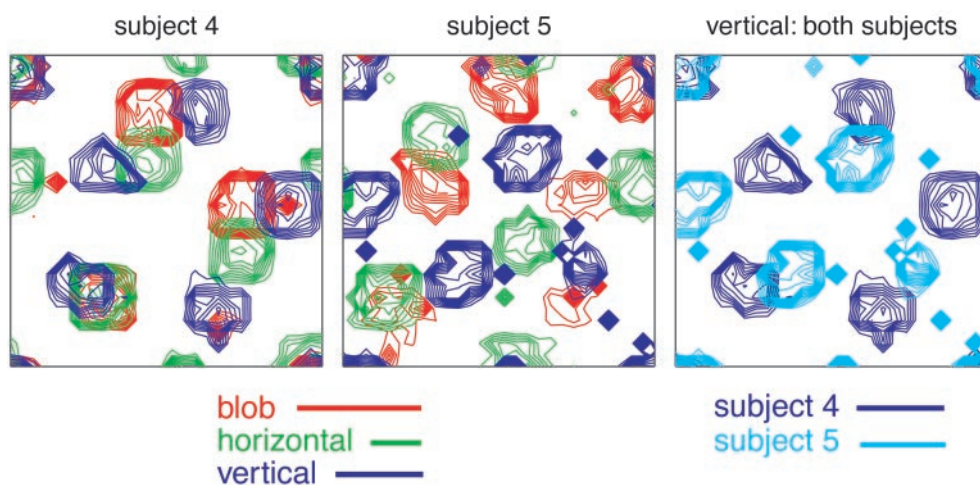 subject 4
subject 5
vertical: both subjects
blob
horizontal
vertical
subject 4
subject 5